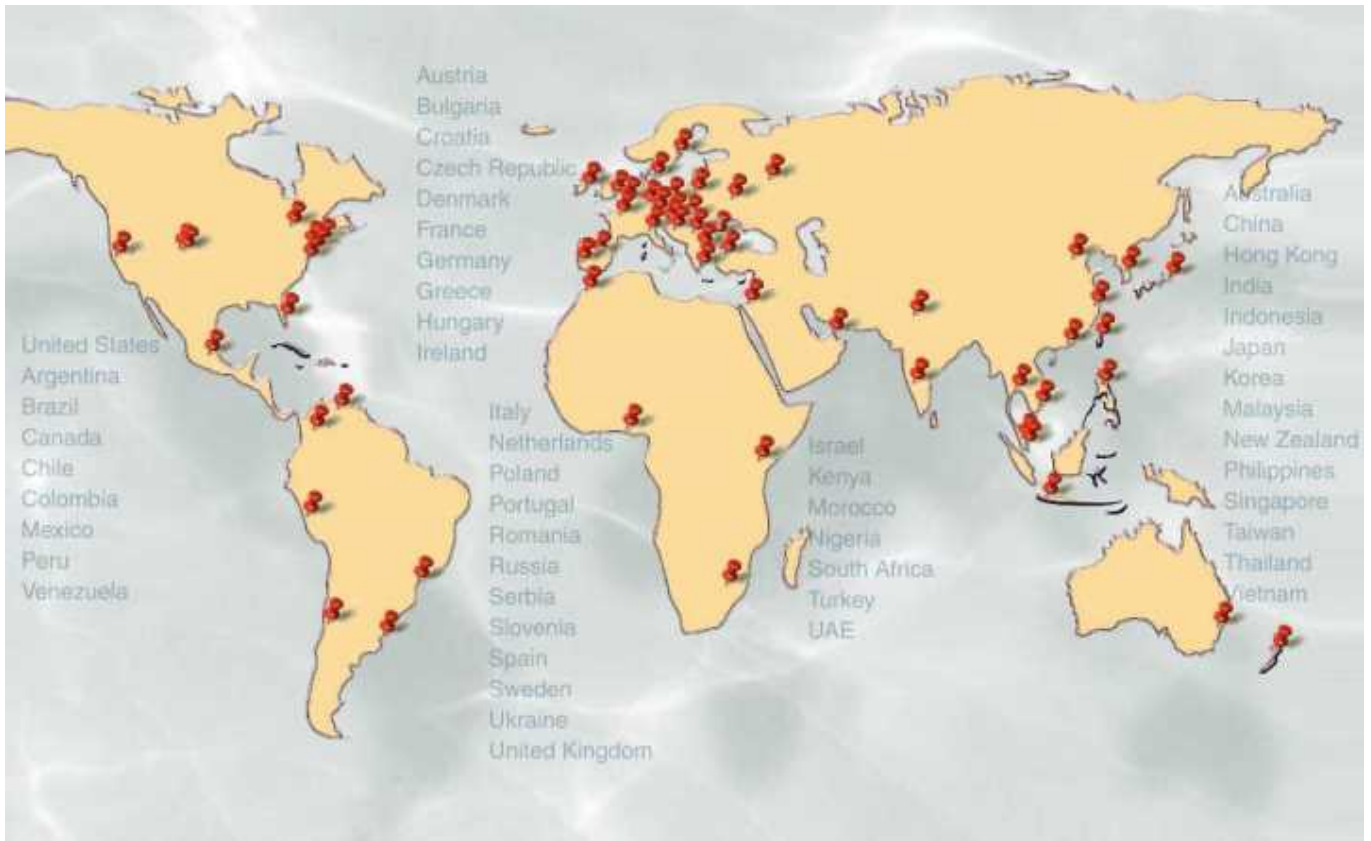 United States
Argentina
Brazil
Canada
Chile
Colombia
Mexico
Peru
Venezuela
Austria
Bulgaria
Croatia
Czech Republic
Denmark
France
Germany
Greece
Hungary
Ireland
Italy
Netherlands
Poland
Portugal
Romania
Russia
Serbia
Slovenia
Spain
Sweden
Ukraine
United Kingdom
Israel
Kenya
Morocco
Nigeria
South Africa
Turkey
UAE
Australia
China
Hong Kong
India
Indonesia
Japan
Korea
Malaysia
New Zealand
Philippines
Singapore
Taiwan
Thailand
Vietnam